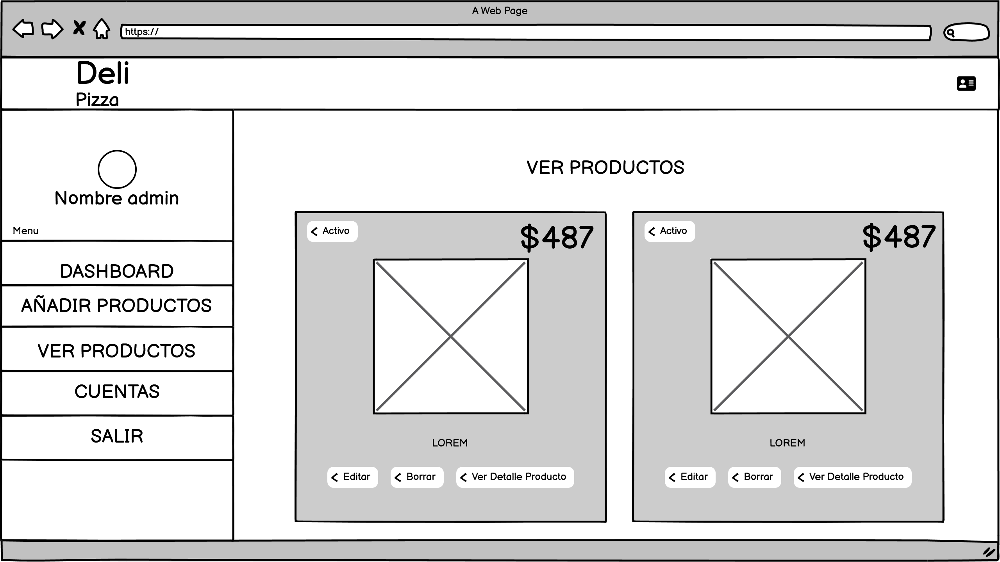 A Web Page
https://
Deli
Pizza
Nombre admin
Menu
DASHBOARD
AÑADIR PRODUCTOS
VER PRODUCTOS
CUENTAS
SALIR
VER PRODUCTOS
Activo
$487
LOREM
Editar
Borrar
Ver Detalle Producto
Activo
$487
LOREM
Editar
Borrar
Ver Detalle Producto